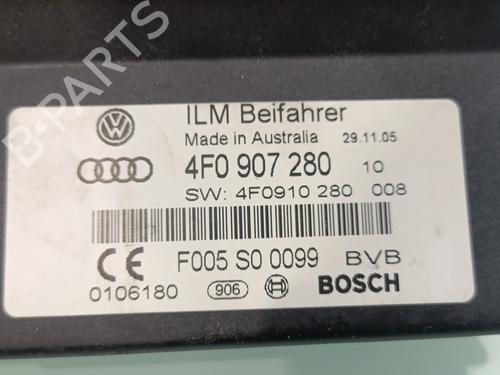 B-PARTS
ILM Beifahrer
Made in Australia 29.11.05
4F0 907 280 10
SW: 4F0910 280 008
F005 S0 0099 BVB
CE
0106180 906 BOSCH